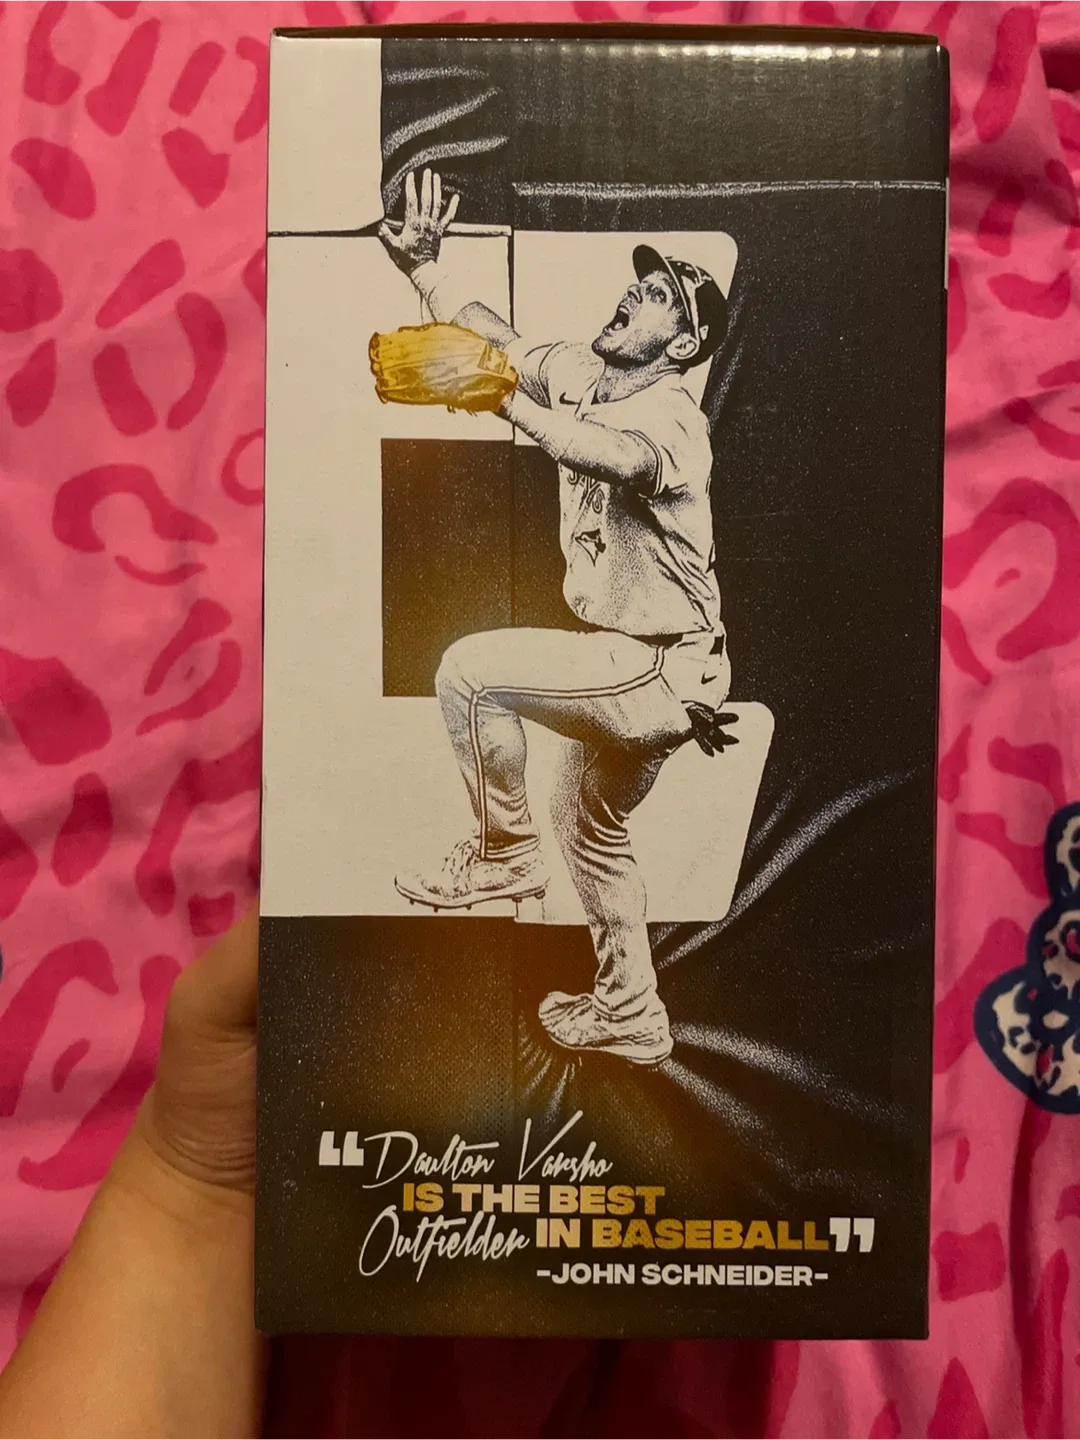 “Daulton Varsho
IS THE BEST
Outfielder IN BASEBALL”
-JOHN SCHNEIDER-